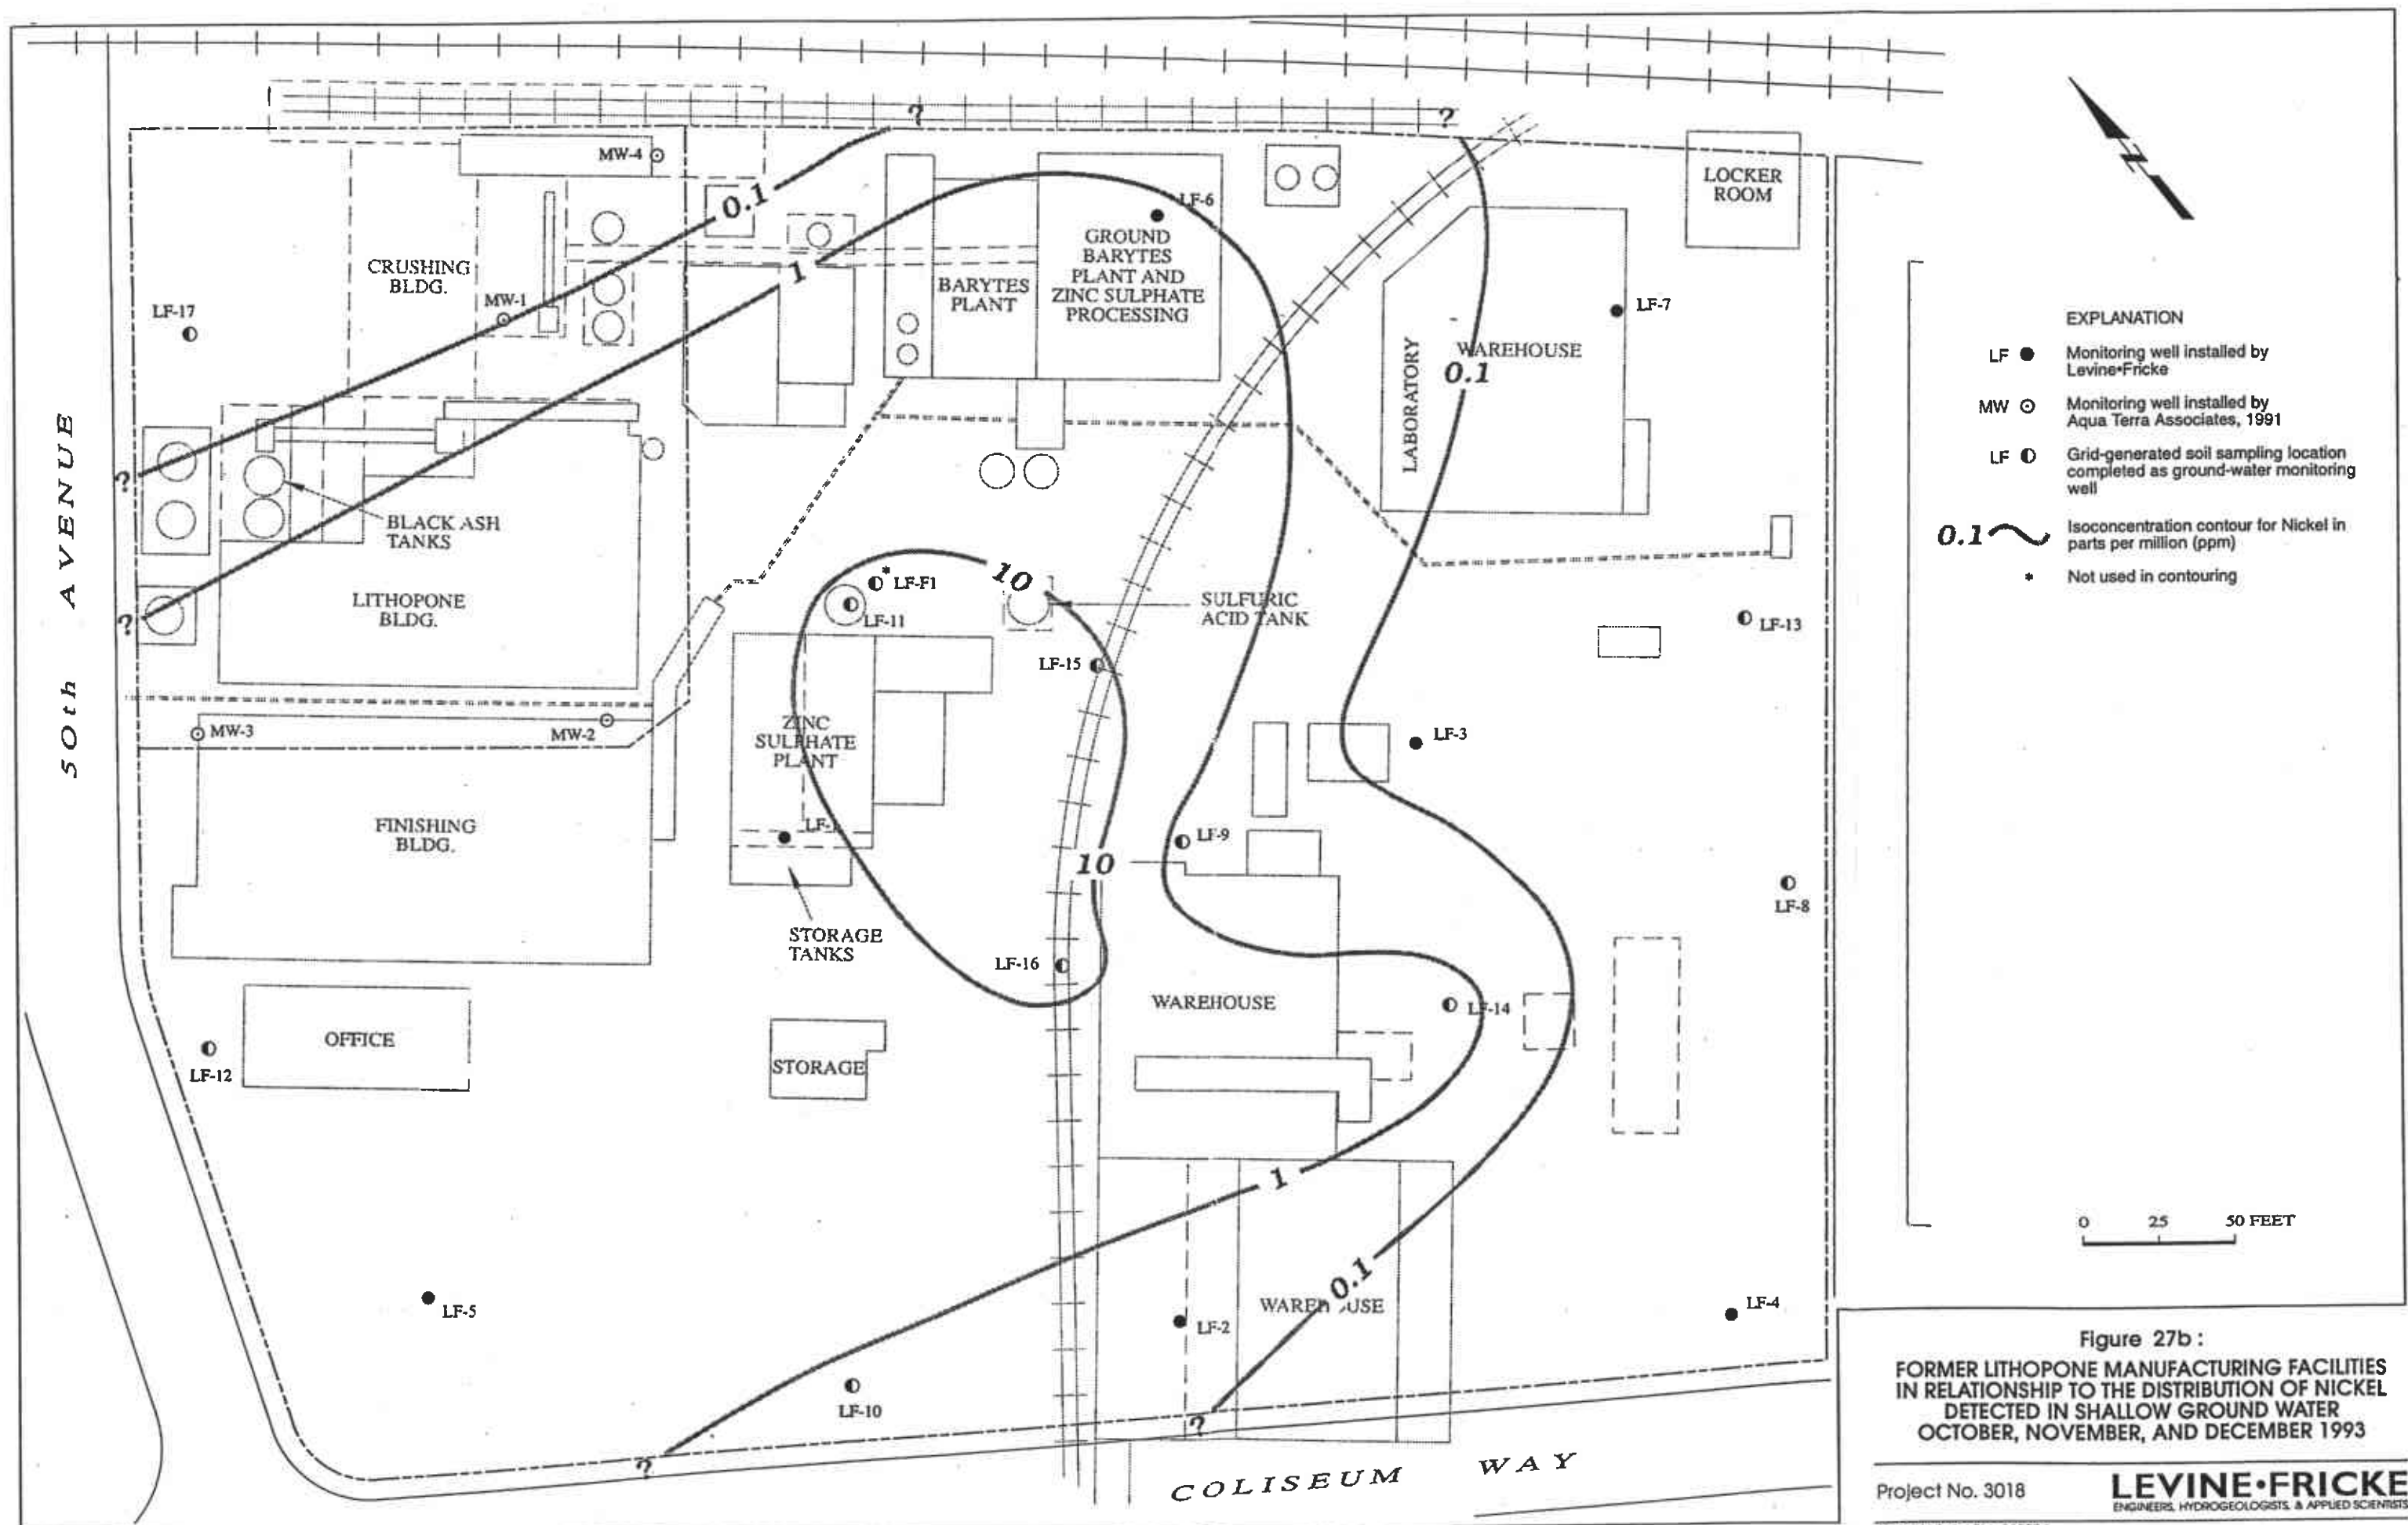 ?
?
MW-4
LOCKER
ROOM
0.1
LF-6
GROUND
BARYTES
PLANT AND
ZINC SULPHATE
PROCESSING
CRUSHING
BLDG.
1
BARYTES
PLANT
MW-1
LF-17
LF-7
LABORATORY
WAREHOUSE
0.1
50th AVENUE
?
BLACK ASH
TANKS
LITHOPONE
BLDG.
?
* LF-F1
LF-11
10
SULFURIC
ACID TANK
LF-13
LF-15
MW-3
MW-2
ZINC
SULPHATE
PLANT
LF-3
FINISHING
BLDG.
LF-1
LF-9
10
LF-8
STORAGE
TANKS
LF-16
WAREHOUSE
LF-14
OFFICE
LF-12
STORAGE
1
LF-5
0.1
WAREHOUSE
LF-2
LF-4
LF-10
?
?
COLISEUM WAY
EXPLANATION
LF Monitoring well installed by
Levine•Fricke
MW Monitoring well installed by
Aqua Terra Associates, 1991
LF Grid-generated soil sampling location
completed as ground-water monitoring
well
0.1 Isoconcentration contour for Nickel in
parts per million (ppm)
* Not used in contouring
0 25 50 FEET
Figure 27b :
FORMER LITHOPONE MANUFACTURING FACILITIES
IN RELATIONSHIP TO THE DISTRIBUTION OF NICKEL
DETECTED IN SHALLOW GROUND WATER
OCTOBER, NOVEMBER, AND DECEMBER 1993
Project No. 3018
LEVINE•FRICKE
ENGINEERS, HYDROGEOLOGISTS, & APPLIED SCIENTISTS